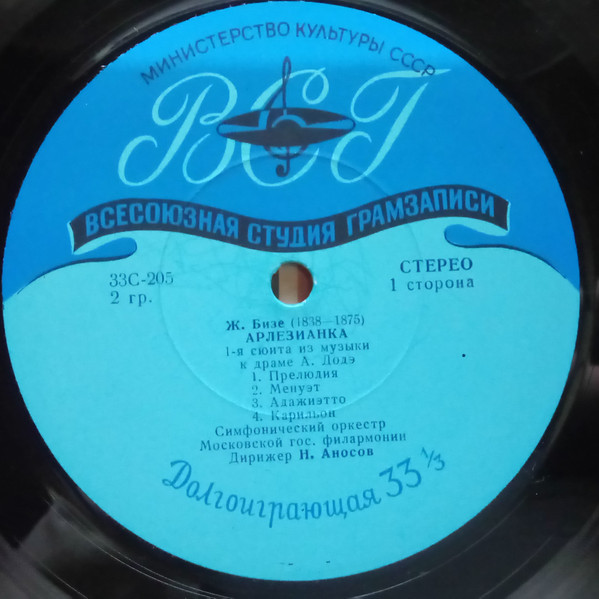 МИНИСТЕРСТВО КУЛЬТУРЫ СССР
ВСГ
ВСЕСОЮЗНАЯ СТУДИЯ ГРАМЗАПИСИ
33С-205
2 гр.
СТЕРЕО
1 сторона
Ж. Бизе (1838—1875)
АРЛЕЗИАНКА
1-я сюита из музыки
к драме А. Додэ
1. Прелюдия
2. Менуэт
3. Адажиэтто
4. Карильон
Симфонический оркестр
Московской гос. филармонии
Дирижер Н. Аносов
Долгоиграющая 33 1/3